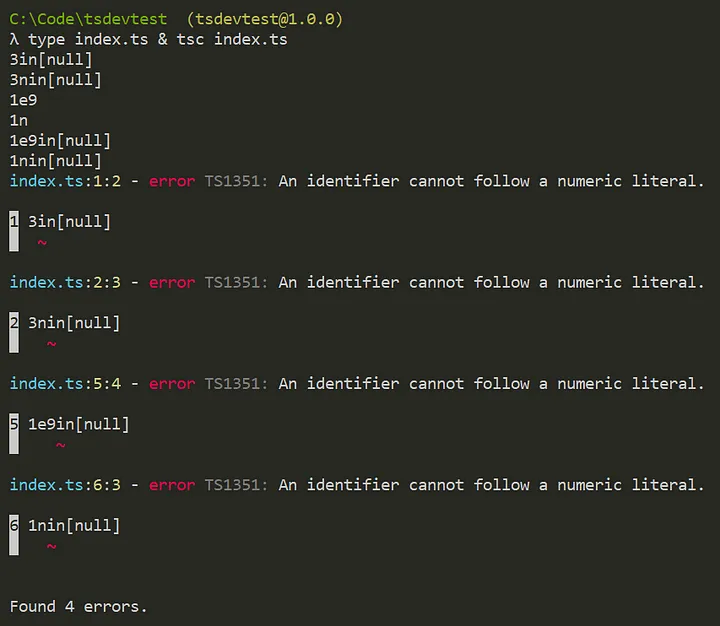 C:\Code\tsdevtest  (tsdevtest@1.0.0)
λ type index.ts & tsc index.ts
3in[null]
3nin[null]
1e9
1n
1e9in[null]
1nin[null]
index.ts:1:2 - error TS1351: An identifier cannot follow a numeric literal.
1 3in[null]
~
index.ts:2:3 - error TS1351: An identifier cannot follow a numeric literal.
2 3nin[null]
~
index.ts:5:4 - error TS1351: An identifier cannot follow a numeric literal.
5 1e9in[null]
~
index.ts:6:3 - error TS1351: An identifier cannot follow a numeric literal.
6 1nin[null]
~
Found 4 errors.